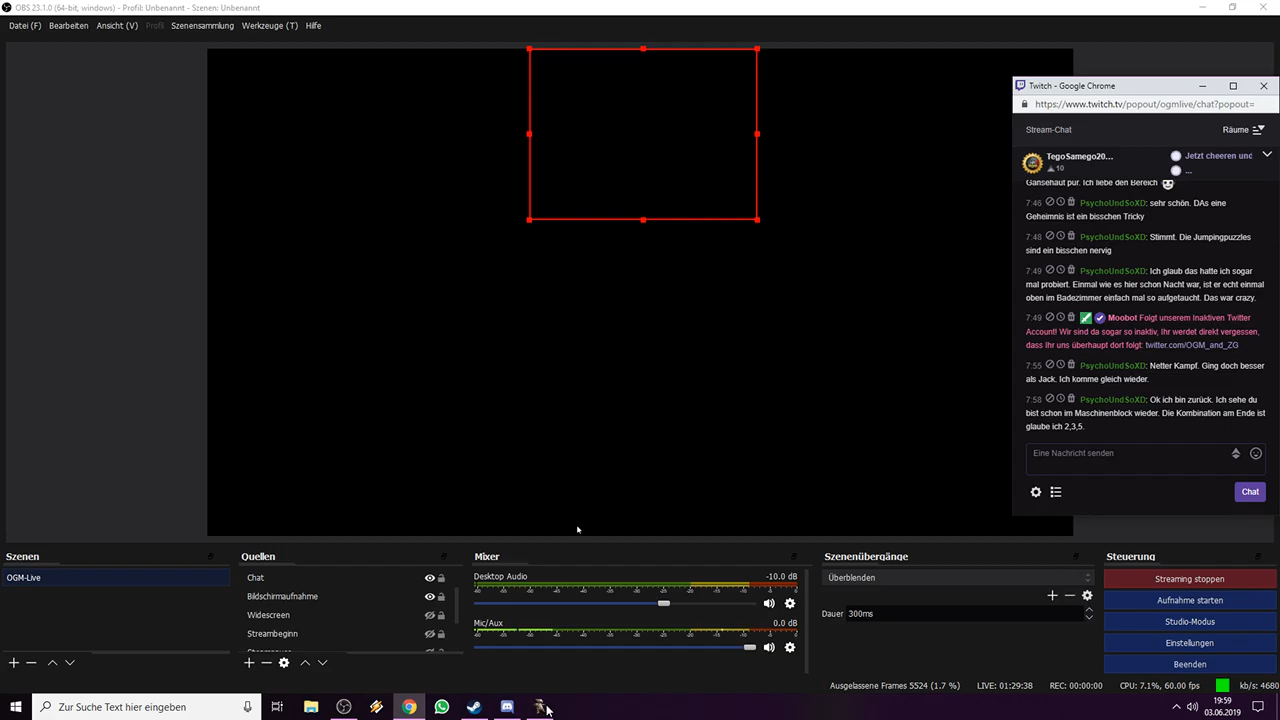 OBS 23.1.0 (64-bit, windows) - Profil: Unbenannt - Szenen: Unbenannt
Datei (F) Bearbeiten Ansicht (V) Profil Szenensammlung Werkzeuge (T) Hilfe
Twitch - Google Chrome
https://www.twitch.tv/popout/ogmlive/chat?popout=
Stream-Chat Räume
TegoSamego20... Jetzt cheeren und
10 ...
Gänsehaut pur. Ich liebe den Bereich
7:46 PsychoUndSoXD: sehr schön. DAs eine
Geheimnis ist ein bisschen Tricky
7:48 PsychoUndSoXD: Stimmt. Die Jumpingpuzzles
sind ein bisschen nervig
7:49 PsychoUndSoXD: Ich glaub das hatte ich sogar
mal probiert. Einmal wie es hier schon Nacht war, ist er echt einmal
oben im Badezimmer einfach mal so aufgetaucht. Das war crazy.
7:49 Moobot Folgt unserem Inaktiven Twitter
Account! Wir sind da sogar so inaktiv, Ihr werdet direkt vergessen,
dass Ihr uns überhaupt dort folgt: twitter.com/OGM_and_ZG
7:55 PsychoUndSoXD: Netter Kampf. Ging doch besser
als Jack. Ich komme gleich wieder.
7:58 PsychoUndSoXD: Ok ich bin zurück. Ich sehe du
bist schon im Maschinenblock wieder. Die Kombination am Ende ist
glaube ich 2,3,5.
Eine Nachricht senden
Chat
Szenen
OGM-Live
Quellen
Chat
Bildschirmaufnahme
Widescreen
Streambeginn
Mixer
Desktop Audio -10.0 dB
Mic/Aux 0.0 dB
Szenenübergänge
Überblenden
Dauer 300ms
Steuerung
Streaming stoppen
Aufnahme starten
Studio-Modus
Einstellungen
Beenden
Ausgelassene Frames 5524 (1.7 %) LIVE: 01:29:38 REC: 00:00:00 CPU: 7.1%, 60.00 fps kb/s: 4680
Zur Suche Text hier eingeben
19:59
03.06.2019